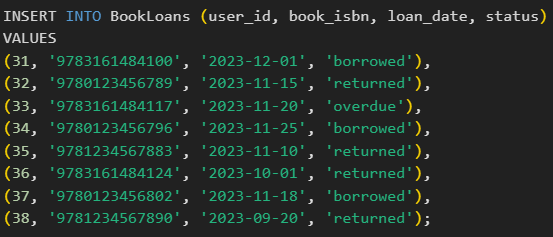 INSERT INTO BookLoans (user_id, book_isbn, loan_date, status)
VALUES
(31, '9783161484100', '2023-12-01', 'borrowed'),
(32, '9780123456789', '2023-11-15', 'returned'),
(33, '9783161484117', '2023-11-20', 'overdue'),
(34, '9780123456796', '2023-11-25', 'borrowed'),
(35, '9781234567883', '2023-11-10', 'returned'),
(36, '9783161484124', '2023-10-01', 'returned'),
(37, '9780123456802', '2023-11-18', 'borrowed'),
(38, '9781234567890', '2023-09-20', 'returned');